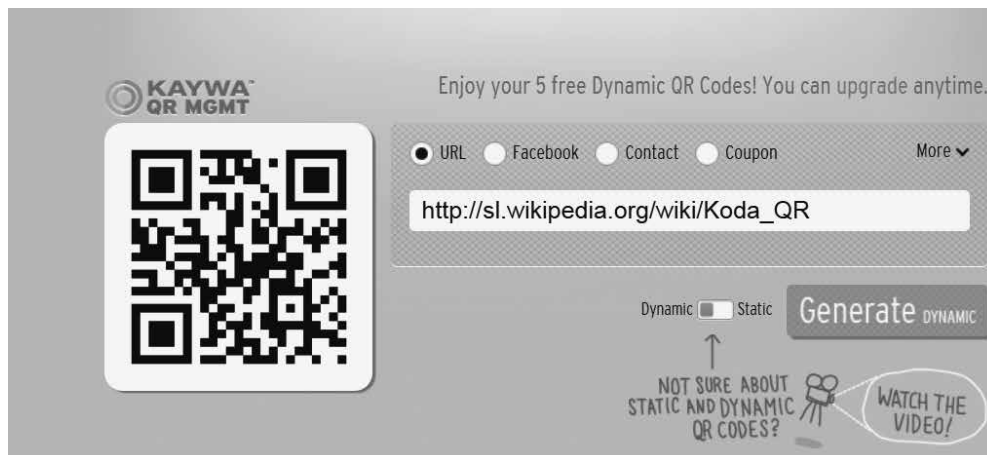 KAYWA
QR MGMT
Enjoy your 5 free Dynamic QR Codes! You can upgrade anytime.
URL Facebook Contact Coupon More
http://sl.wikipedia.org/wiki/Koda_QR
Dynamic Static Generate DYNAMIC
NOT SURE ABOUT
STATIC AND DYNAMIC
QR CODES?
WATCH THE
VIDEO!